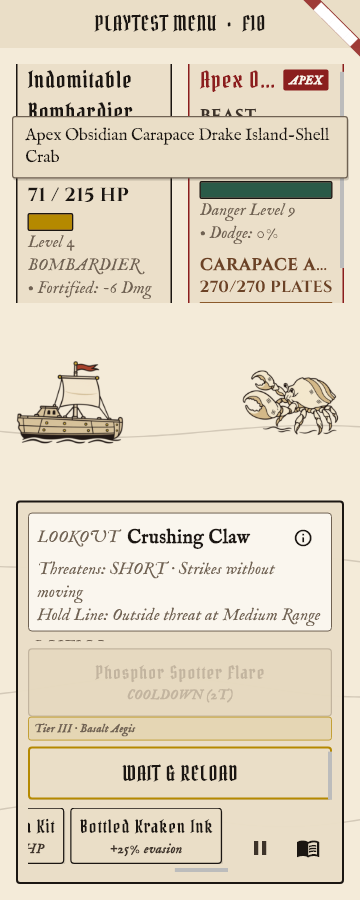 PLAYTEST MENU · F10
Indomitable
Bombardier
Apex O...
APEX
BEAST
Apex Obsidian Carapace Drake Island-Shell
Crab
71 / 215 HP
Level 4
BOMBARDIER
• Fortified: -6 Dmg
Danger Level 9
• Dodge: 0%
CARAPACE A...
270/270 PLATES
LOOKOUT Crushing Claw
Threatens: SHORT · Strikes without
moving
Hold Line: Outside threat at Medium Range
Phosphor Spotter Flare
COOLDOWN (2T)
Tier III · Basalt Aegis
WAIT & RELOAD
Kit
HP
Bottled Kraken Ink
+25% evasion